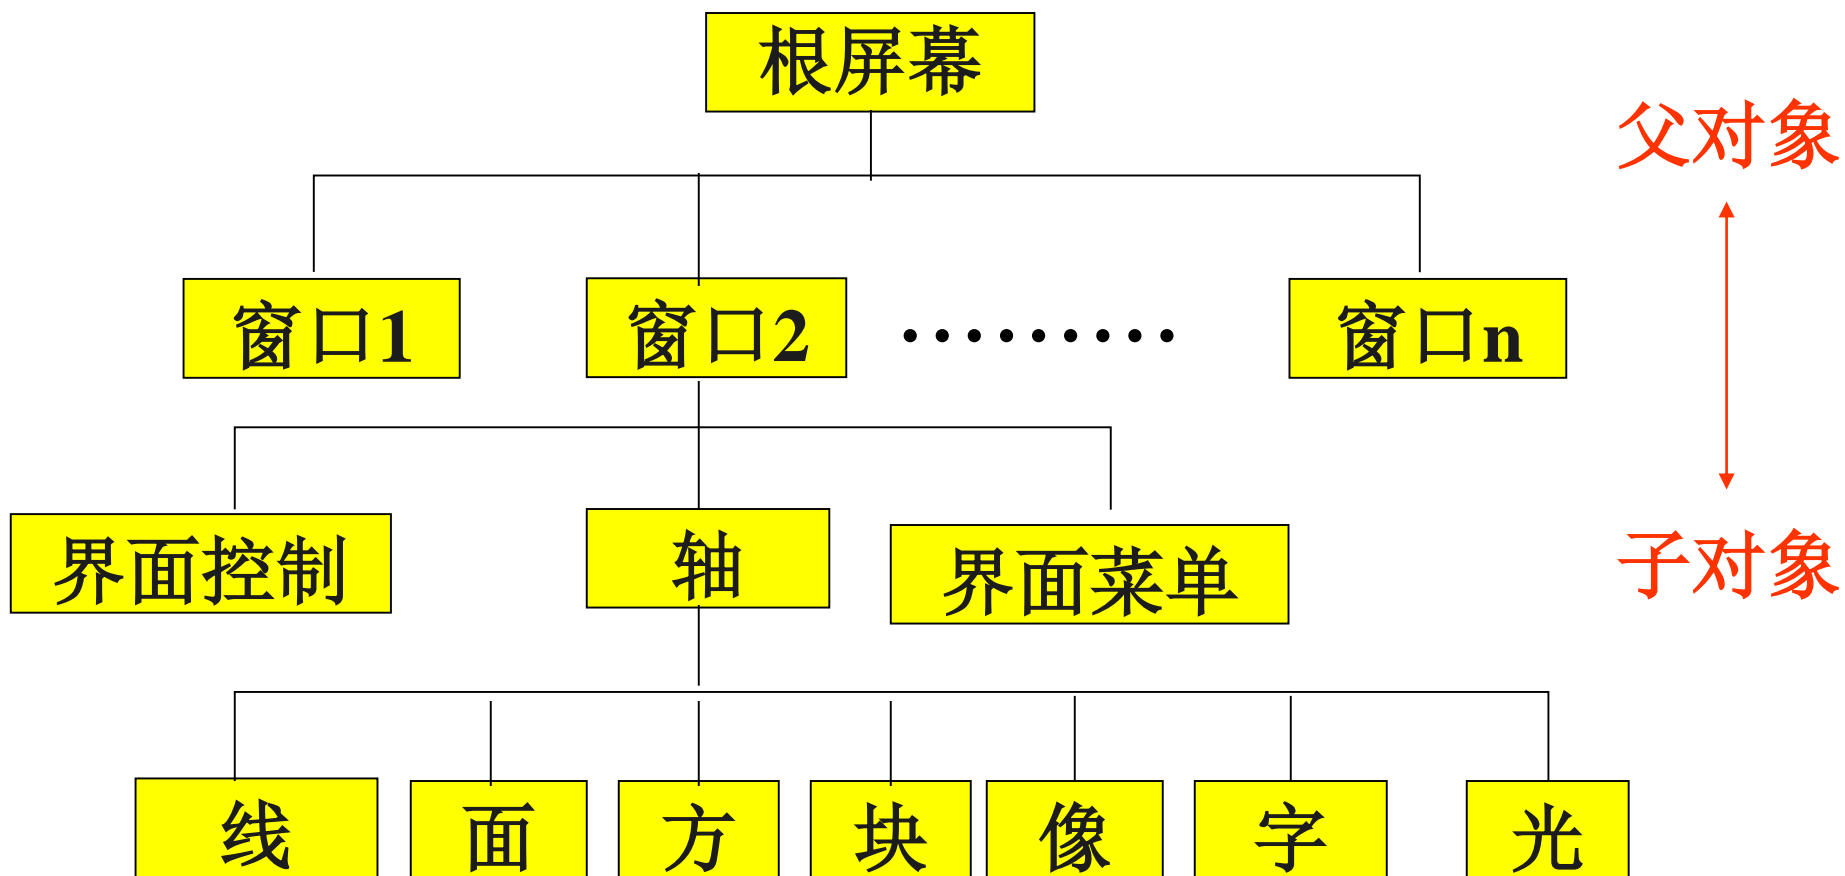 根屏幕
父对象
窗口1
窗口2
·········
窗口n
界面控制
轴
界面菜单
子对象
线
面
方
块
像
字
光